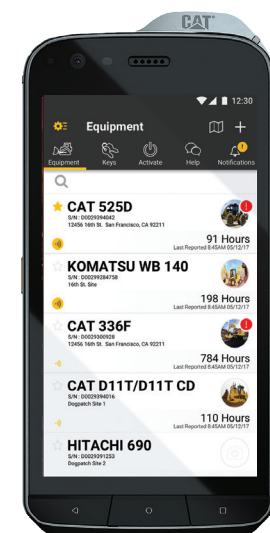 CAT
12:30
Equipment
Equipment
Keys
Activate
Help
Notifications
CAT 525D
S/N : D0029394042
12456 16th St. San Francisco, CA 92211
91 Hours
Last Reported 8:45AM 05/12/17
KOMATSU WB 140
S/N : D0029284758
16th St. Site
198 Hours
Last Reported 8:45AM 05/12/17
CAT 336F
S/N : D0029300928
12456 16th St. San Francisco, CA 92211
784 Hours
Last Reported 8:45AM 05/12/17
CAT D11T/D11T CD
S/N : D0029394016
Dogpatch Site 1
110 Hours
Last Reported 8:45AM 05/12/17
HITACHI 690
S/N : D0029391253
Dogpatch Site 2